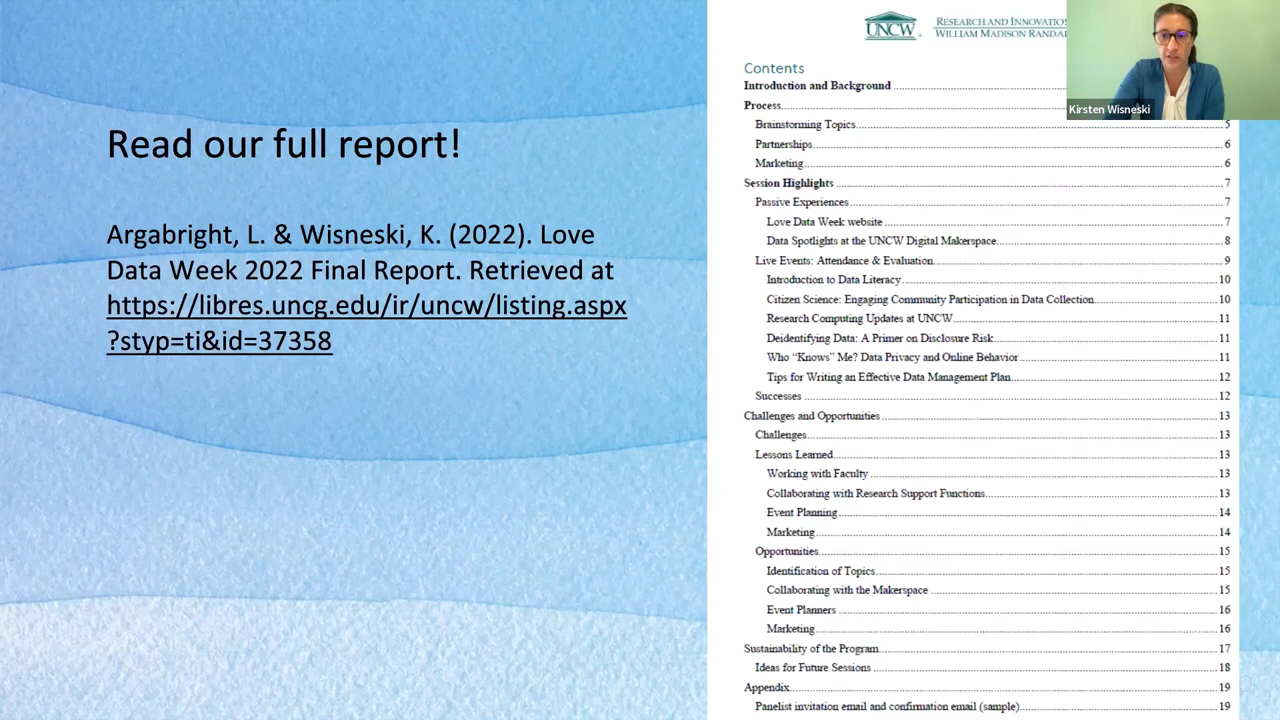 Read our full report!
Argabright, L. & Wisneski, K. (2022). Love
Data Week 2022 Final Report. Retrieved at
https://libres.uncg.edu/ir/uncw/listing.aspx
?styp=ti&id=37358
UNCW
RESEARCH AND INNOVATIO
WILLIAM MADISON RANDA
Kirsten Wisneski
Contents
Introduction and Background
Process
Brainstorming Topics 5
Partnerships 6
Marketing 6
Session Highlights 7
Passive Experiences 7
Love Data Week website 7
Data Spotlights at the UNCW Digital Makerspace 8
Live Events: Attendance & Evaluation 9
Introduction to Data Literacy 10
Citizen Science: Engaging Community Participation in Data Collection 10
Research Computing Updates at UNCW 11
Deidentifying Data: A Primer on Disclosure Risk 11
Who “Knows” Me? Data Privacy and Online Behavior 11
Tips for Writing an Effective Data Management Plan 12
Successes 12
Challenges and Opportunities 13
Challenges 13
Lessons Learned 13
Working with Faculty 13
Collaborating with Research Support Functions 13
Event Planning 14
Marketing 14
Opportunities 15
Identification of Topics 15
Collaborating with the Makerspace 15
Event Planners 16
Marketing 16
Sustainability of the Program 17
Ideas for Future Sessions 18
Appendix 19
Panelist invitation email and confirmation email (sample) 19